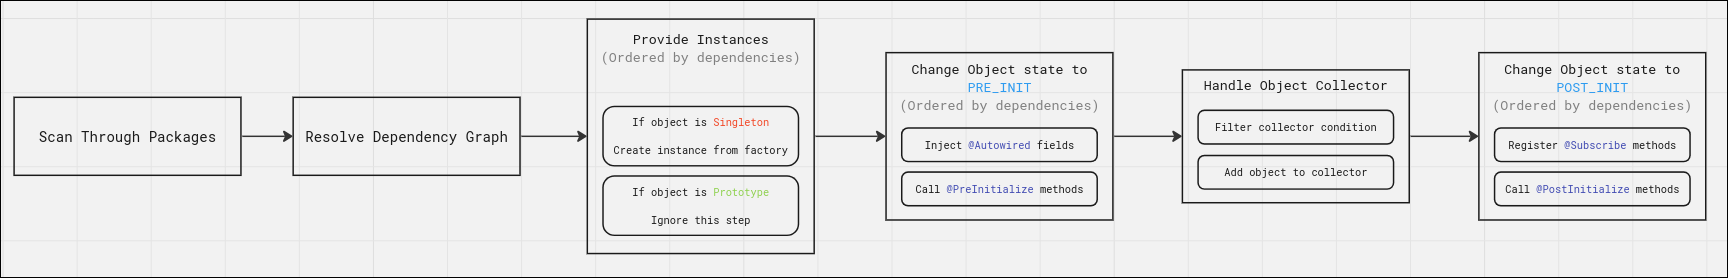 Scan Through Packages
Resolve Dependency Graph
Provide Instances
(Ordered by dependencies)
If object is Singleton
Create instance from factory
If object is Prototype
Ignore this step
Change Object state to
PRE_INIT
(Ordered by dependencies)
Inject @Autowired fields
Call @PreInitialize methods
Handle Object Collector
Filter collector condition
Add object to collector
Change Object state to
POST_INIT
(Ordered by dependencies)
Register @Subscribe methods
Call @PostInitialize methods